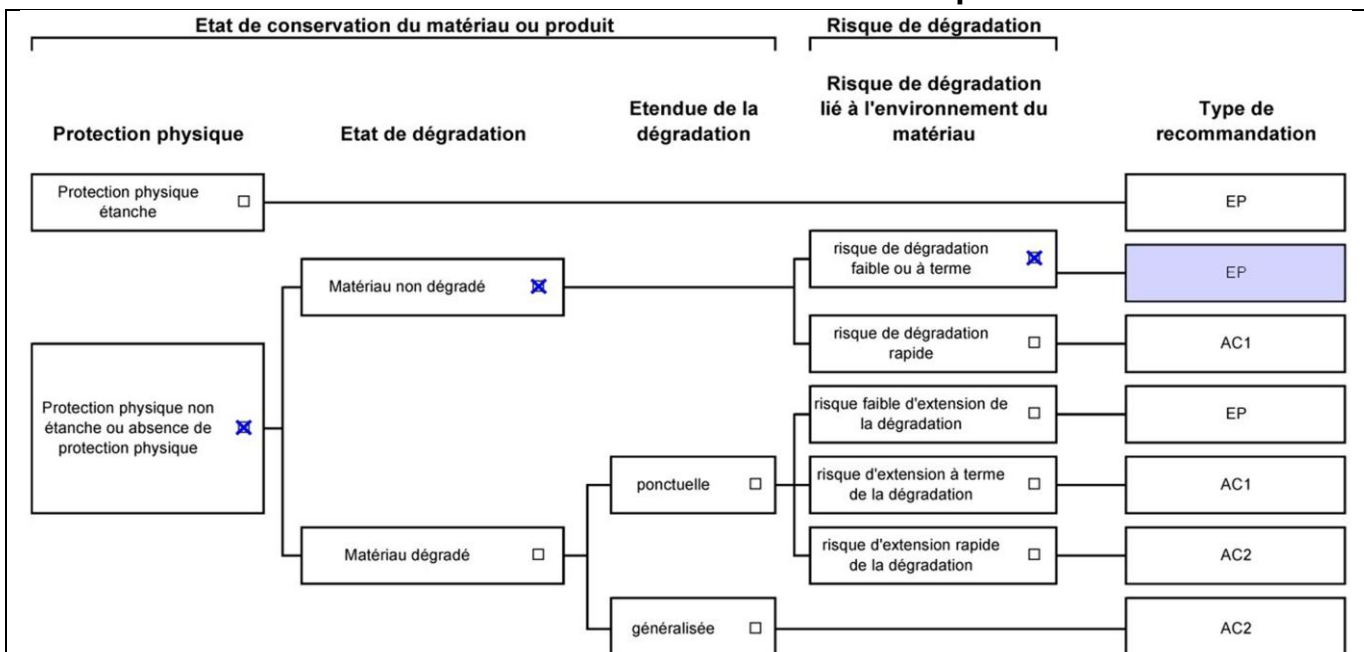 Etat de conservation du matériau ou produit
Risque de dégradation
Protection physique
Etat de dégradation
Etendue de la
dégradation
Risque de dégradation
lié à l'environnement du
matériau
Type de
recommandation
Protection physique
étanche
EP
risque de dégradation
faible ou à terme
EP
Matériau non dégradé
risque de dégradation
rapide
AC1
Protection physique non
étanche ou absence de
protection physique
risque faible d'extension de
la dégradation
EP
ponctuelle
risque d'extension à terme
de la dégradation
AC1
Matériau dégradé
risque d'extension rapide
de la dégradation
AC2
généralisée
AC2